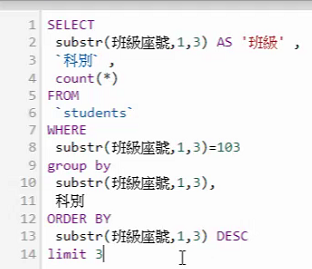 1 SELECT
2 substr(班級座號,1,3) AS '班級' ,
3 `科別` ,
4 count(*)
5 FROM
6 `students`
7 WHERE
8 substr(班級座號,1,3)=103
9 group by
10 substr(班級座號,1,3),
11 科別
12 ORDER BY
13 substr(班級座號,1,3) DESC
14 limit 3